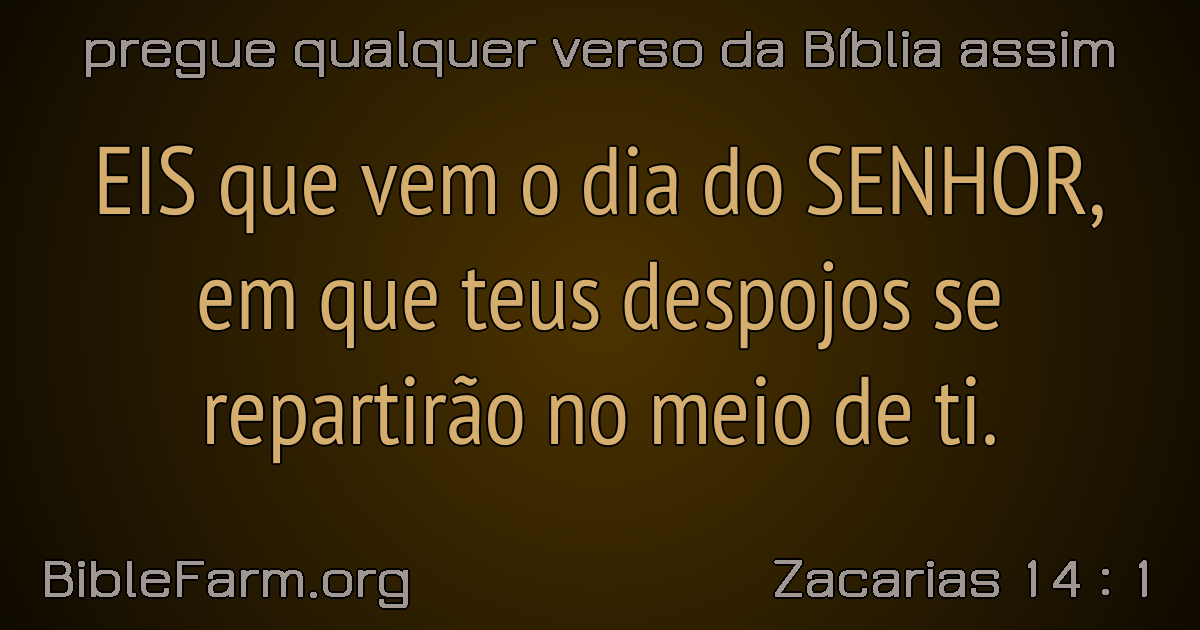 pregue qualquer verso da Bíblia assim
EIS que vem o dia do SENHOR,
em que teus despojos se
repartirão no meio de ti.
BibleFarm.org
Zacarias 14 : 1